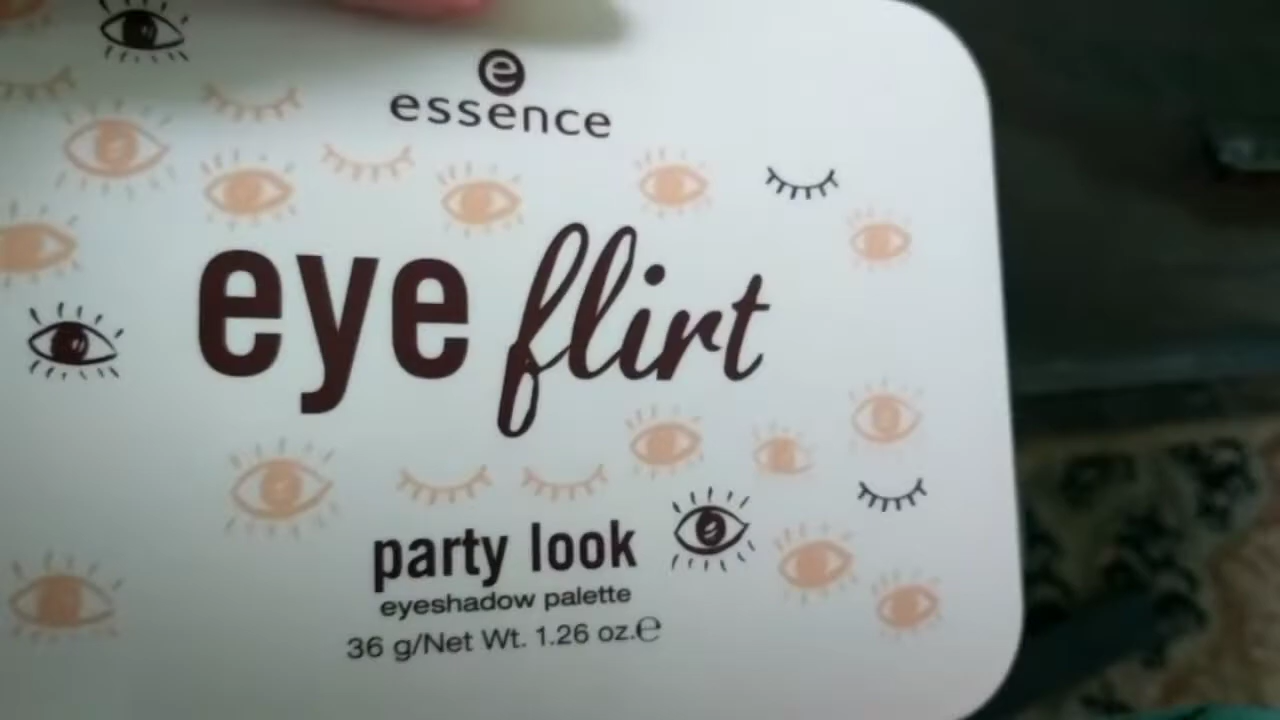 e
essence
eye flirt
party look
eyeshadow palette
36 g/Net Wt. 1.26 oz.℮